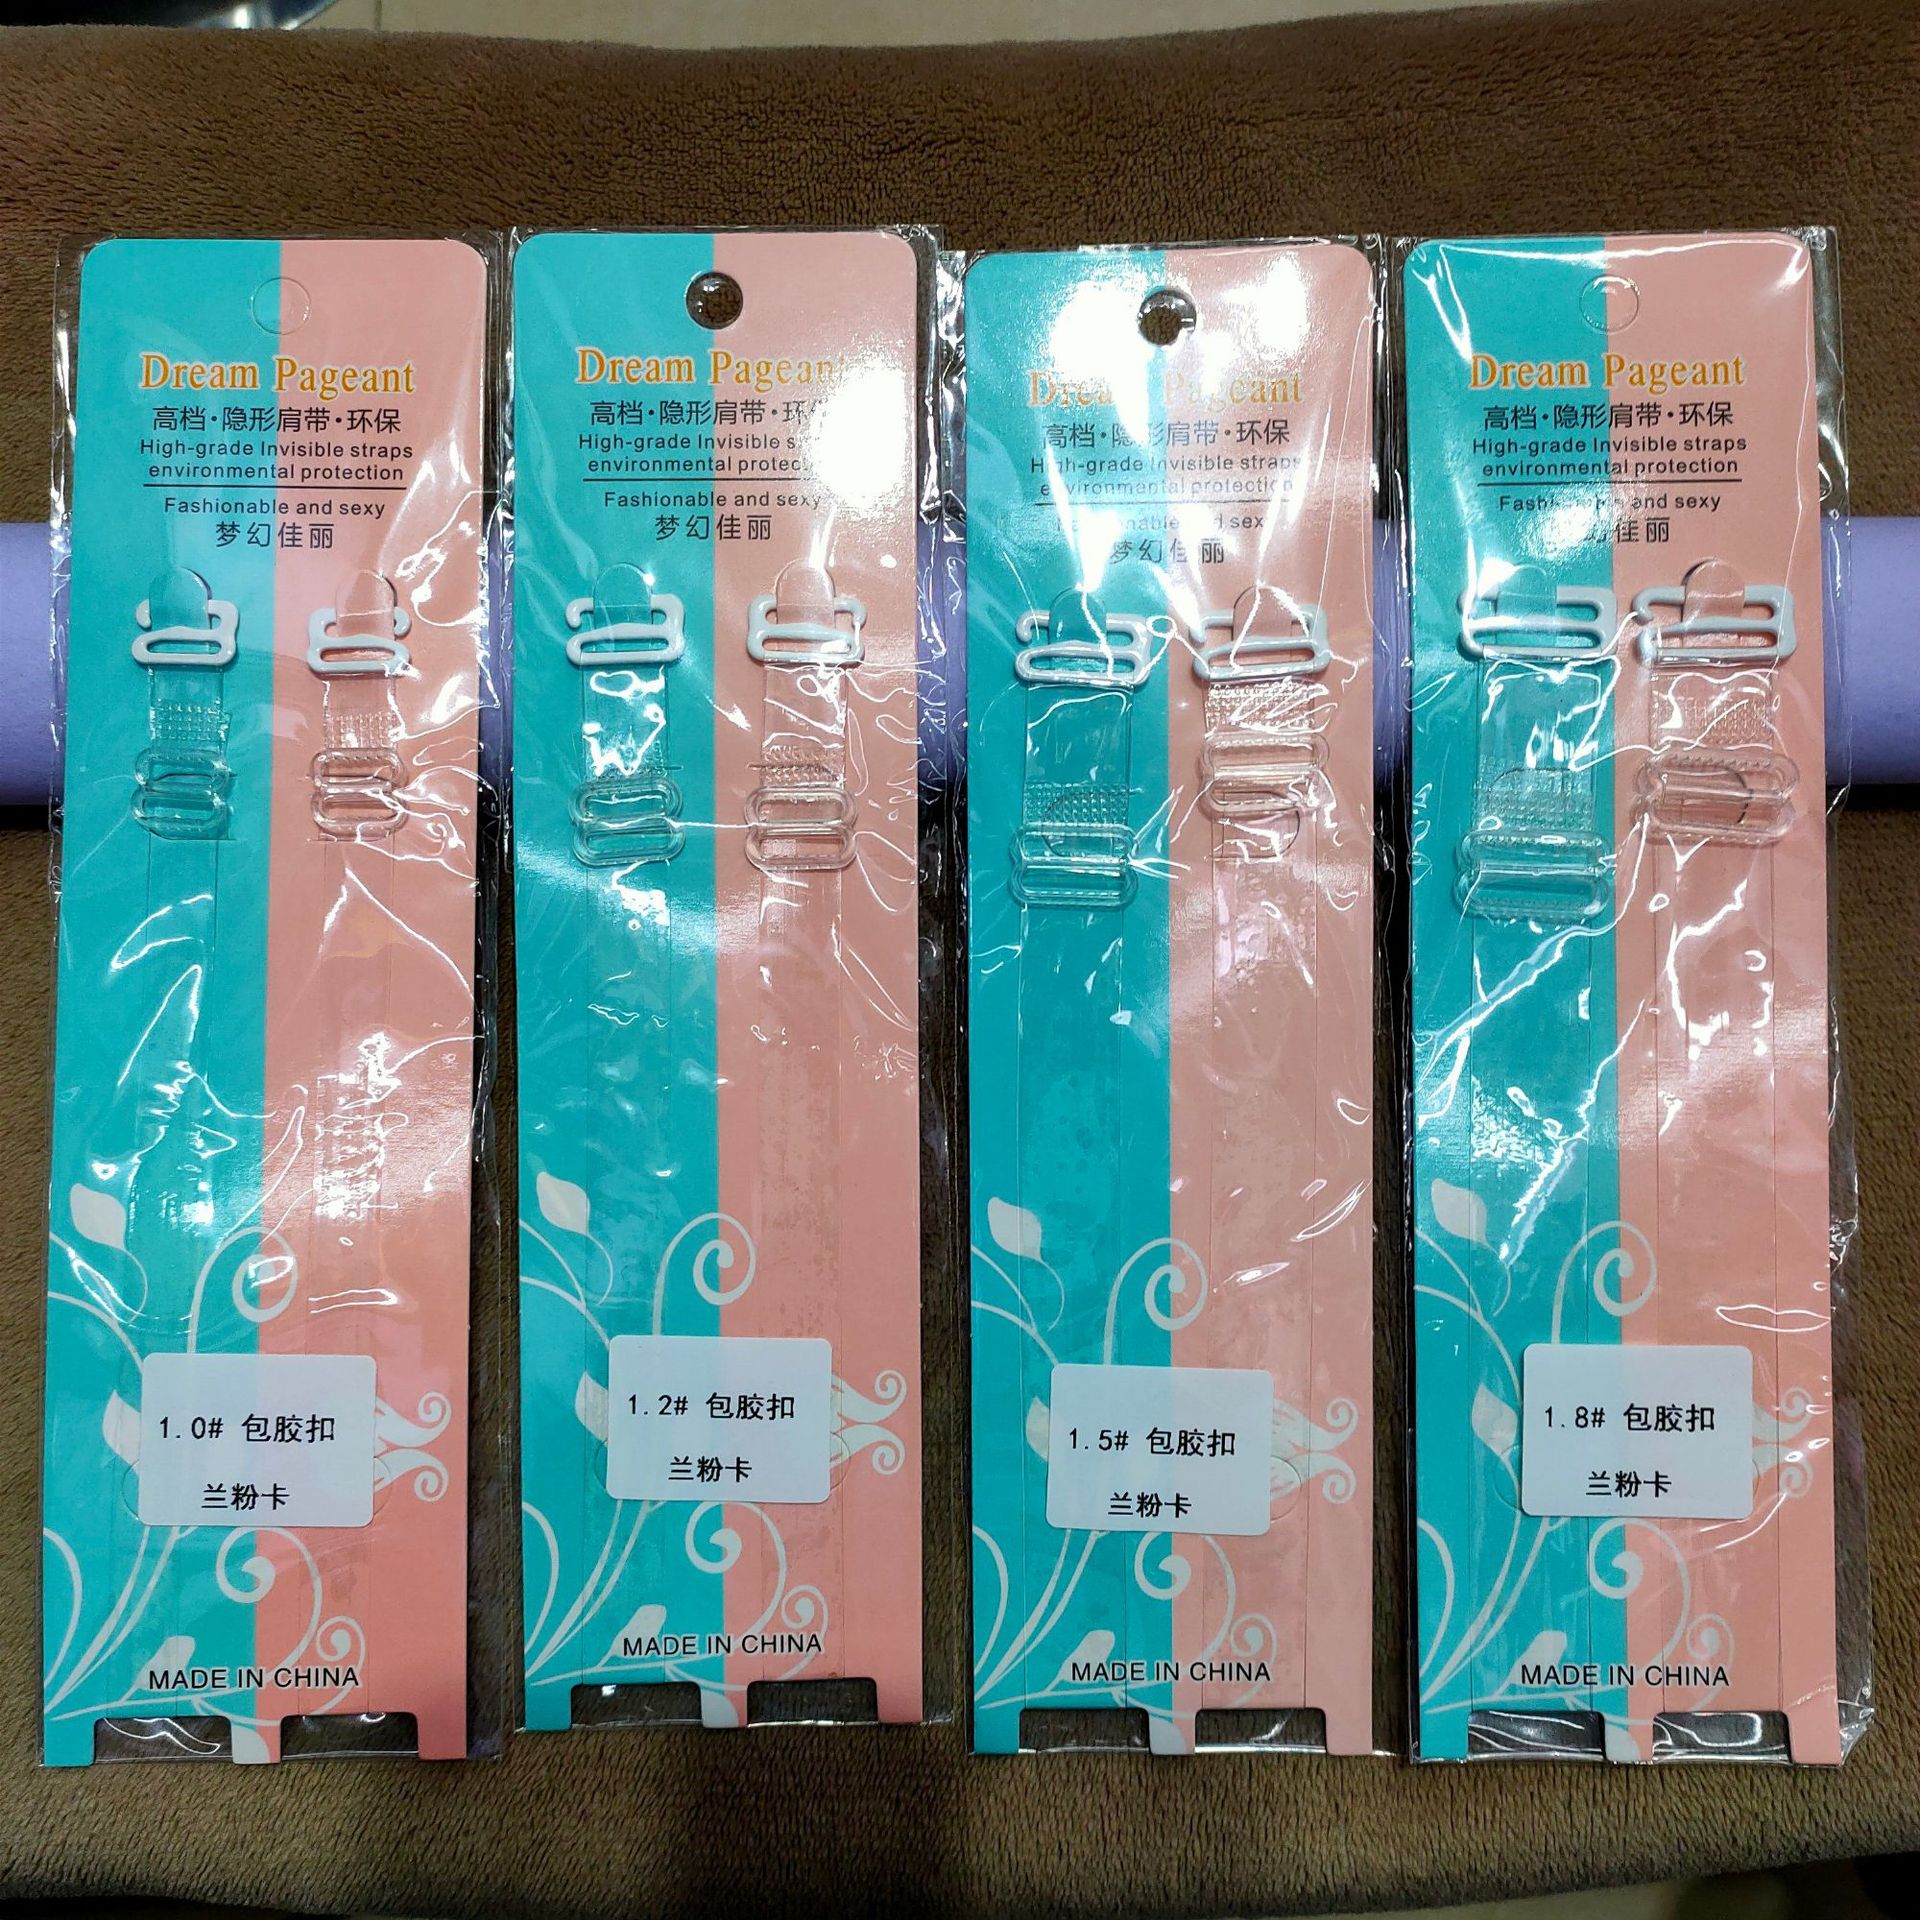 Dream Pageant
高档·隐形肩带·环保
High-grade Invisible straps
environmental protection
Fashionable and sexy
梦幻佳丽
1.0# 包胶扣
兰粉卡
MADE IN CHINA
Dream Pageant
高档·隐形肩带·环
High-grade Invisible
environmental
Fashionable and sexy
梦幻佳丽
1.2# 包胶扣
兰粉卡
MADE IN CHINA
高档·隐形肩带·环保
High-grade Invisible straps
environmental protection
梦幻佳丽
1.5# 包胶扣
兰粉卡
MADE IN CHINA
Dream Pageant
高档·隐形肩带·环保
High-grade Invisible straps
environmental protection
Fashionable and sexy
佳丽
1.8# 包胶扣
兰粉卡
MADE IN CHINA